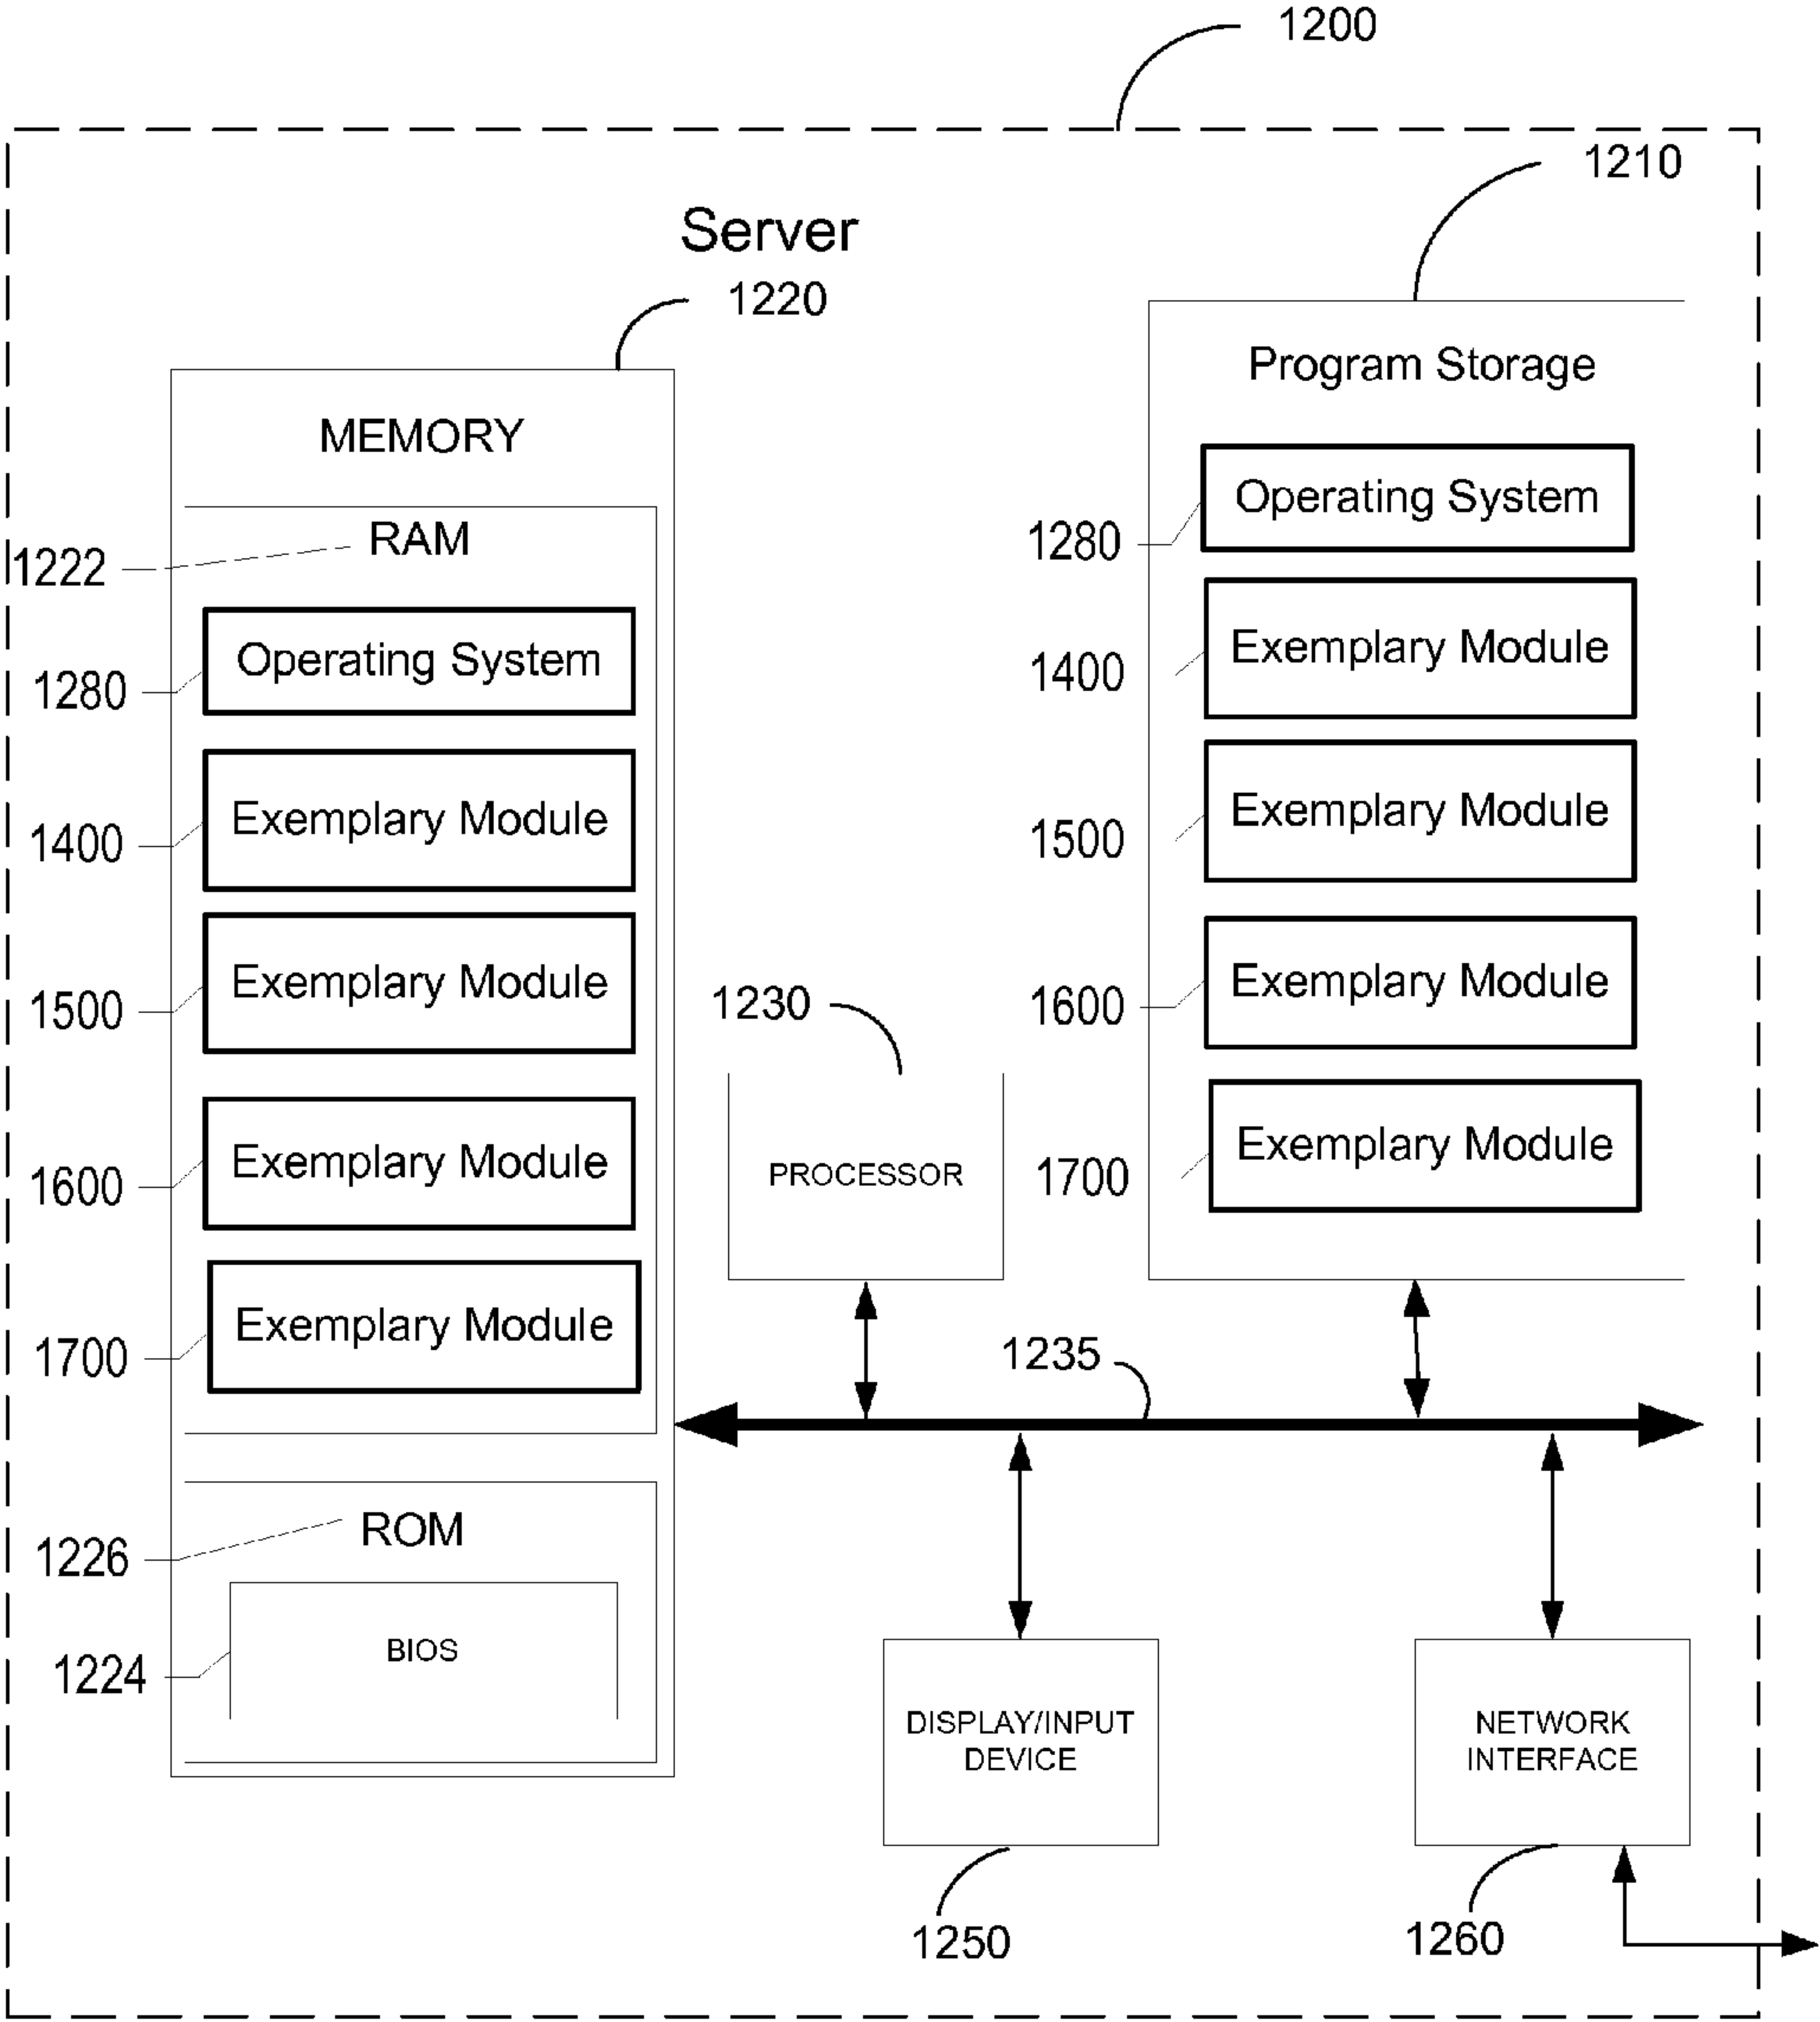 1200
1210
Server
1220
MEMORY
RAM
1222
Operating System
1280
Exemplary Module
1400
Exemplary Module
1500
Exemplary Module
1600
Exemplary Module
1700
ROM
1226
BIOS
1224
Program Storage
Operating System
1280
Exemplary Module
1400
Exemplary Module
1500
Exemplary Module
1600
Exemplary Module
1700
1230
PROCESSOR
1235
DISPLAY/INPUT
DEVICE
1250
NETWORK
INTERFACE
1260